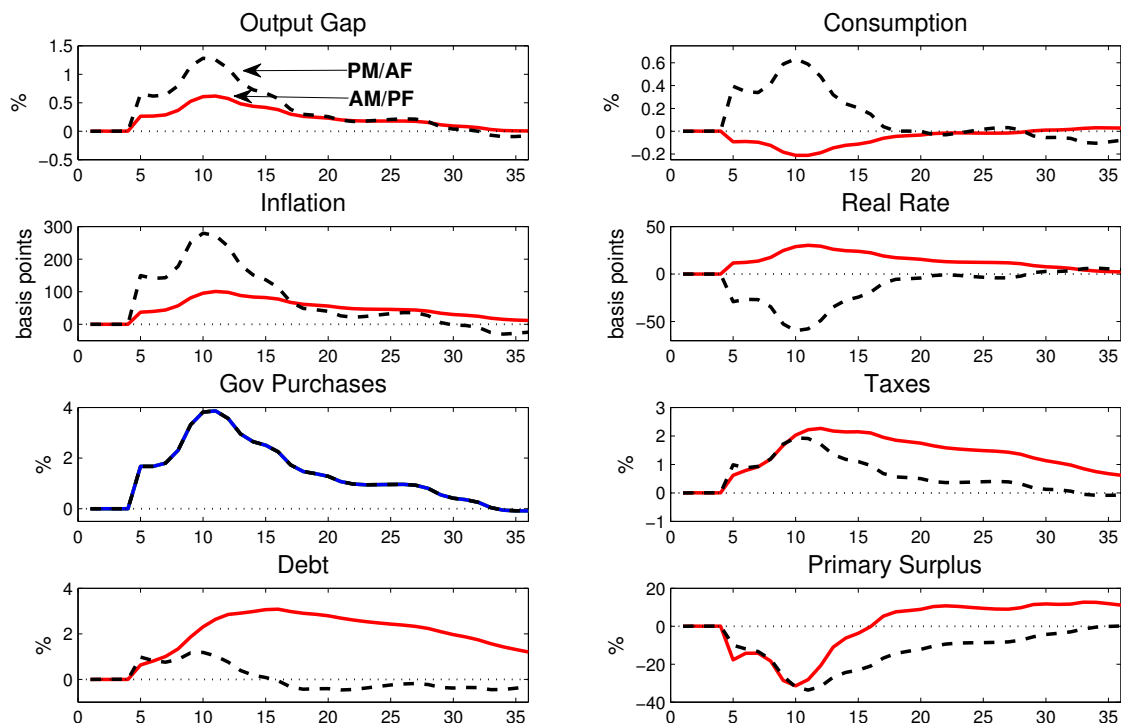 Output Gap
1.5
1
0.5
0
−0.5
%
PM/AF
AM/PF
0 5 10 15 20 25 30 35
Consumption
0.6
0.4
0.2
0
−0.2
%
0 5 10 15 20 25 30 35
Inflation
300
200
100
0
basis points
0 5 10 15 20 25 30 35
Real Rate
50
0
−50
basis points
0 5 10 15 20 25 30 35
Gov Purchases
4
2
0
%
0 5 10 15 20 25 30 35
Taxes
3
2
1
0
−1
%
0 5 10 15 20 25 30 35
Debt
4
2
0
%
0 5 10 15 20 25 30 35
Primary Surplus
20
0
−20
−40
%
0 5 10 15 20 25 30 35